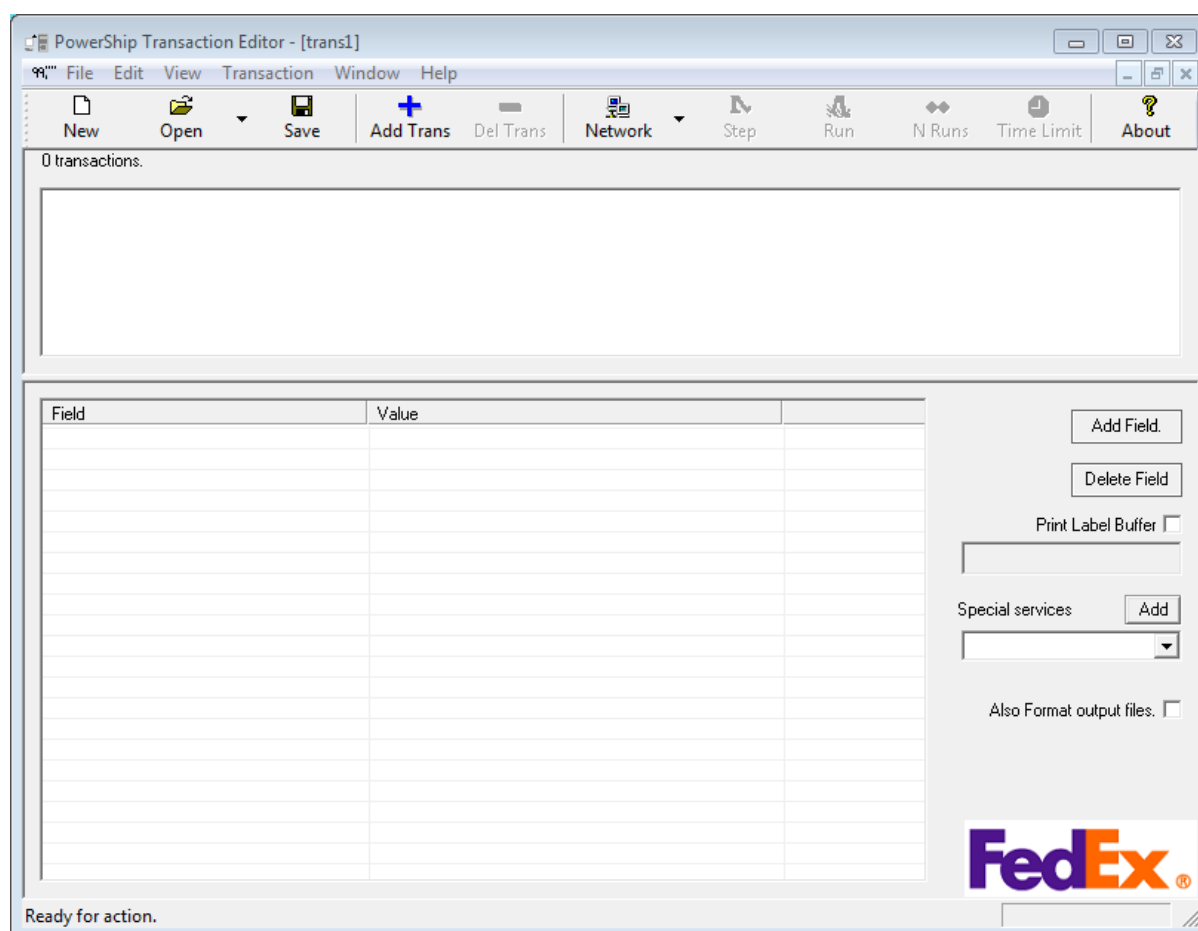 PowerShip Transaction Editor - [trans1]
File Edit View Transaction Window Help
New Open Save Add Trans Del Trans Network Step Run N Runs Time Limit About
0 transactions.
Field Value
Add Field.
Delete Field
Print Label Buffer
Special services Add
Also Format output files.
FedEx®
Ready for action.